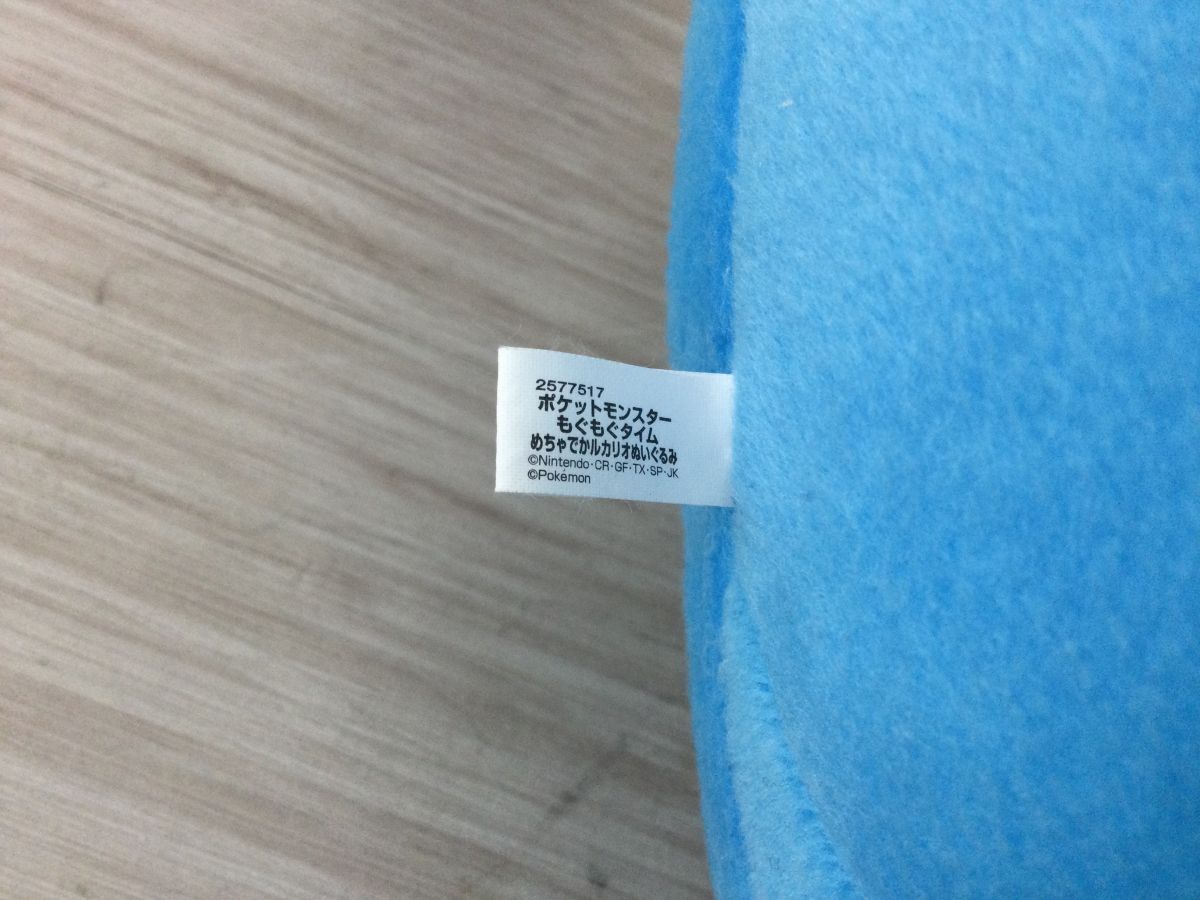 2577517
ポケットモンスター
もぐもぐタイム
めちゃでかルカリオぬいぐるみ
©Nintendo･CR･GF･TX･SP･JK
©Pokémon